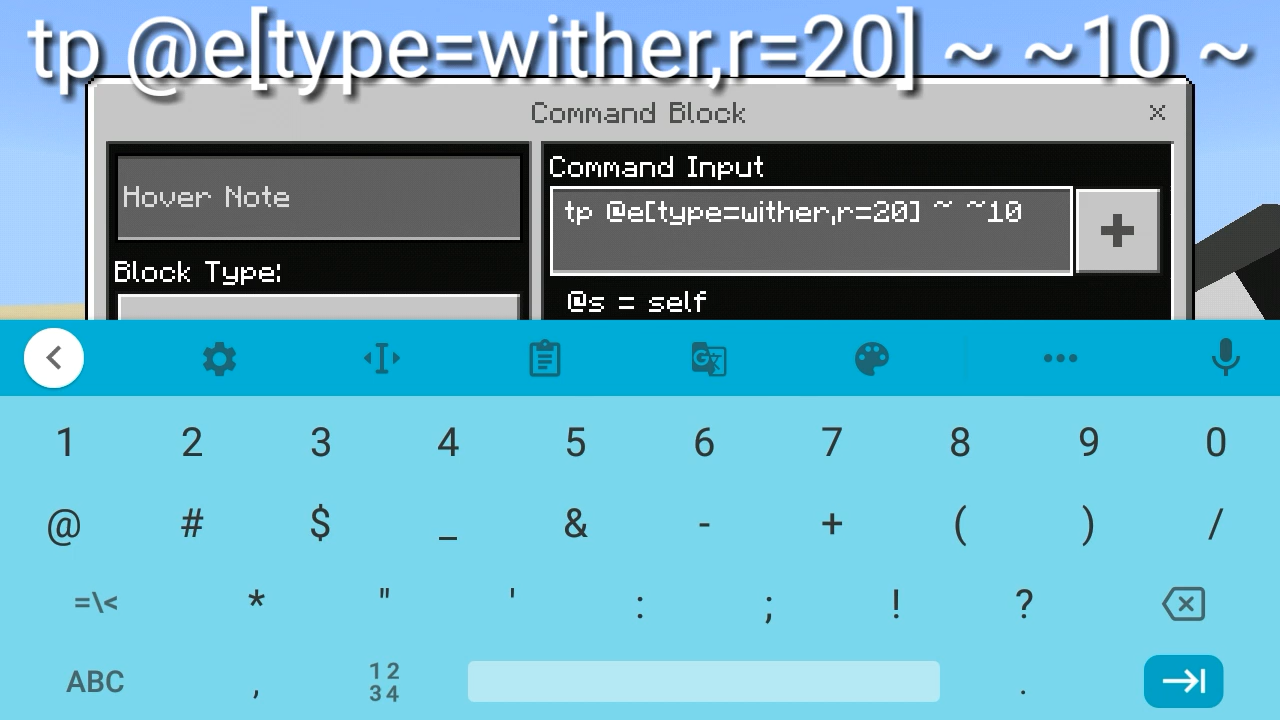 tp @e[type=wither,r=20] ~ ~10 ~
Command Block
Hover Note
Command Input
tp @e[type=wither,r=20] ~ ~10
Block Type:
@s = self
1 2 3 4 5 6 7 8 9 0
@ # $ _ & - + ( ) /
=\< * " ' : ; ! ?
ABC , 12 34 .